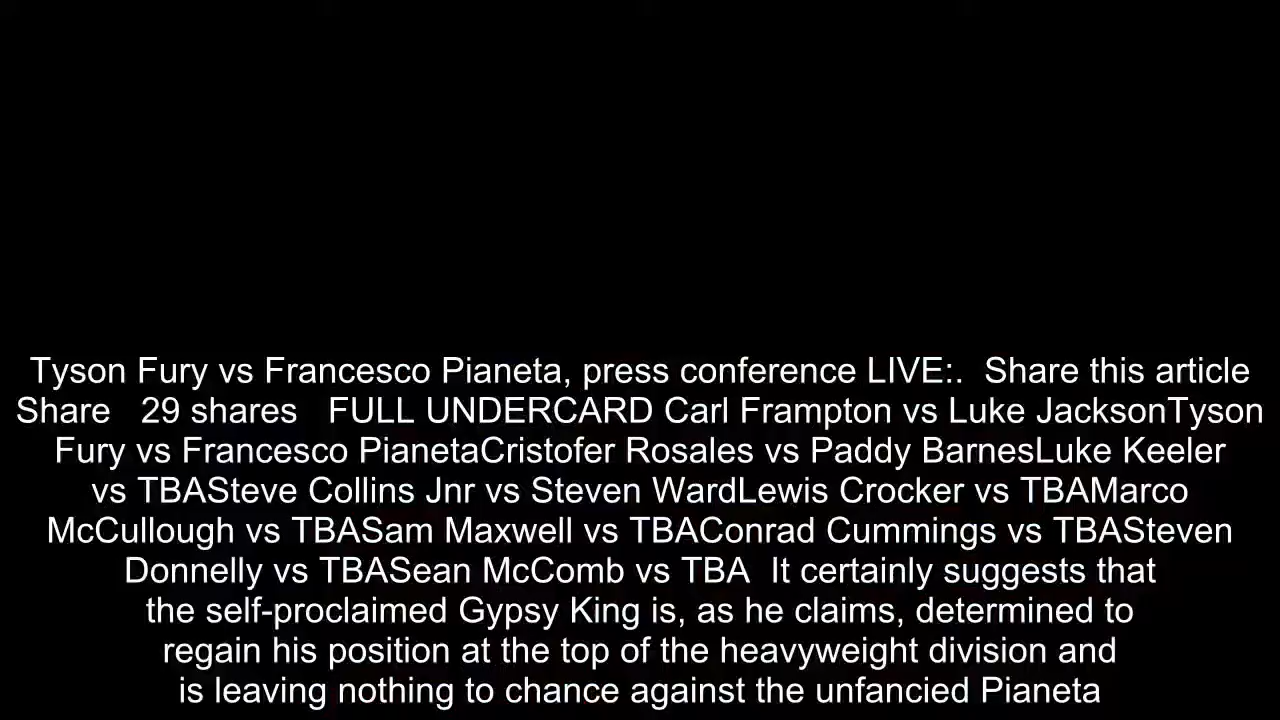 Tyson Fury vs Francesco Pianeta, press conference LIVE:.  Share this article
Share   29 shares   FULL UNDERCARD Carl Frampton vs Luke JacksonTyson
Fury vs Francesco PianetaCristofer Rosales vs Paddy BarnesLuke Keeler
vs TBASteve Collins Jnr vs Steven WardLewis Crocker vs TBAMarco
McCullough vs TBASam Maxwell vs TBAConrad Cummings vs TBASteven
Donnelly vs TBASean McComb vs TBA  It certainly suggests that
the self-proclaimed Gypsy King is, as he claims, determined to
regain his position at the top of the heavyweight division and
is leaving nothing to chance against the unfancied Pianeta